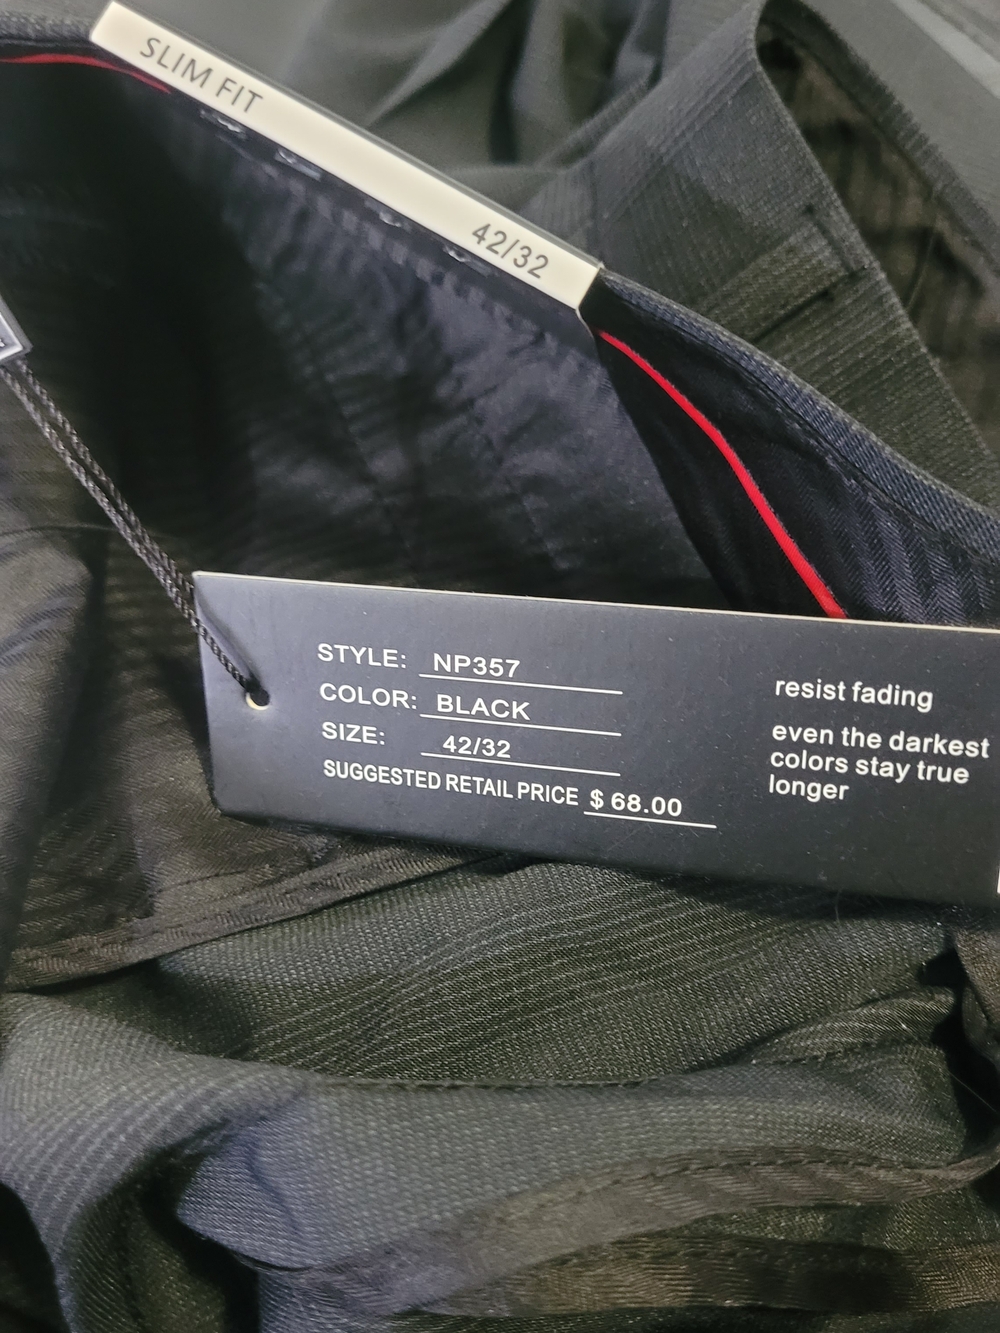 SLIM FIT
42/32
STYLE: NP357
COLOR: BLACK
SIZE: 42/32
SUGGESTED RETAIL PRICE $ 68.00
resist fading
even the darkest
colors stay true
longer